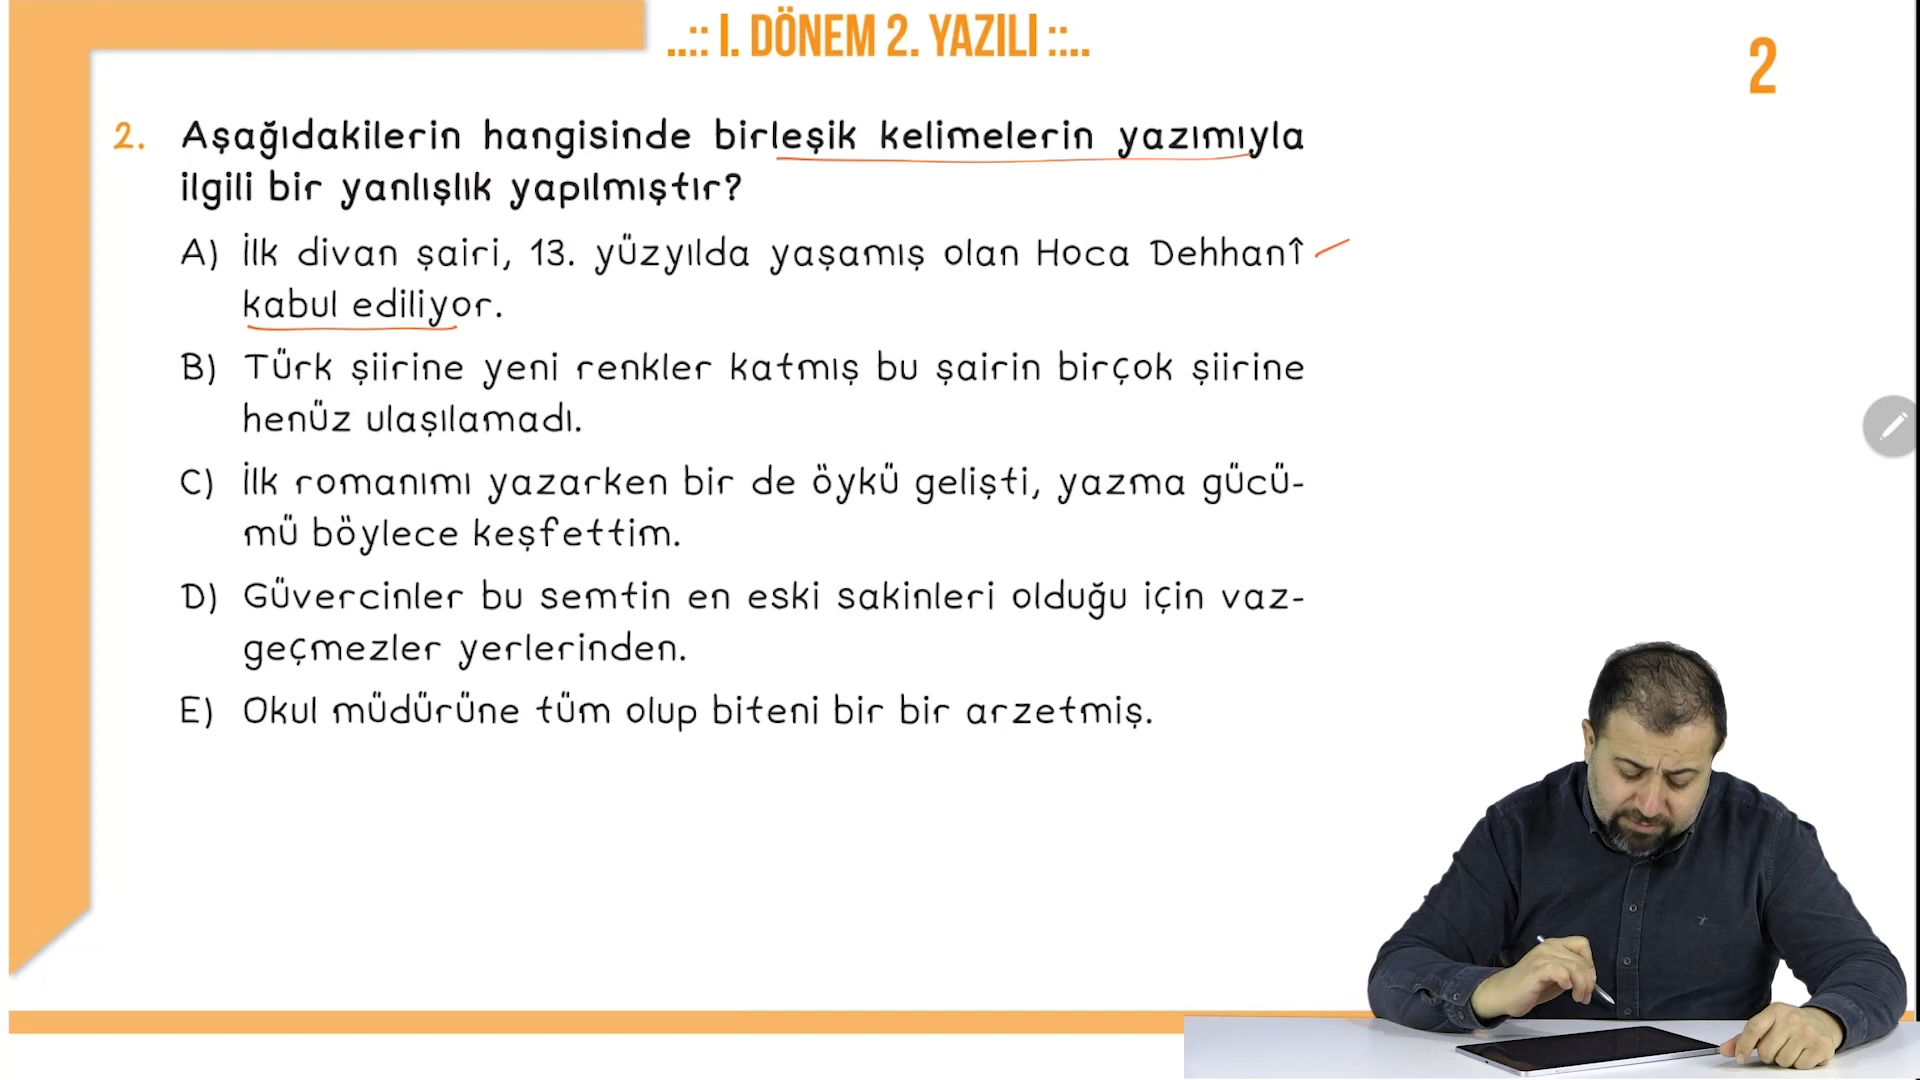 ..:: I. DÖNEM 2. YAZILI ::..
2
2. Aşağıdakilerin hangisinde birleşik kelimelerin yazımıyla
ilgili bir yanlışlık yapılmıştır?
A) İlk divan şairi, 13. yüzyılda yaşamış olan Hoca Dehhanî
kabul ediliyor.
B) Türk şiirine yeni renkler katmış bu şairin birçok şiirine
henüz ulaşılamadı.
C) İlk romanımı yazarken bir de öykü gelişti, yazma gücü-
mü böylece keşfettim.
D) Güvercinler bu semtin en eski sakinleri olduğu için vaz-
geçmezler yerlerinden.
E) Okul müdürüne tüm olup biteni bir bir arzetmiş.